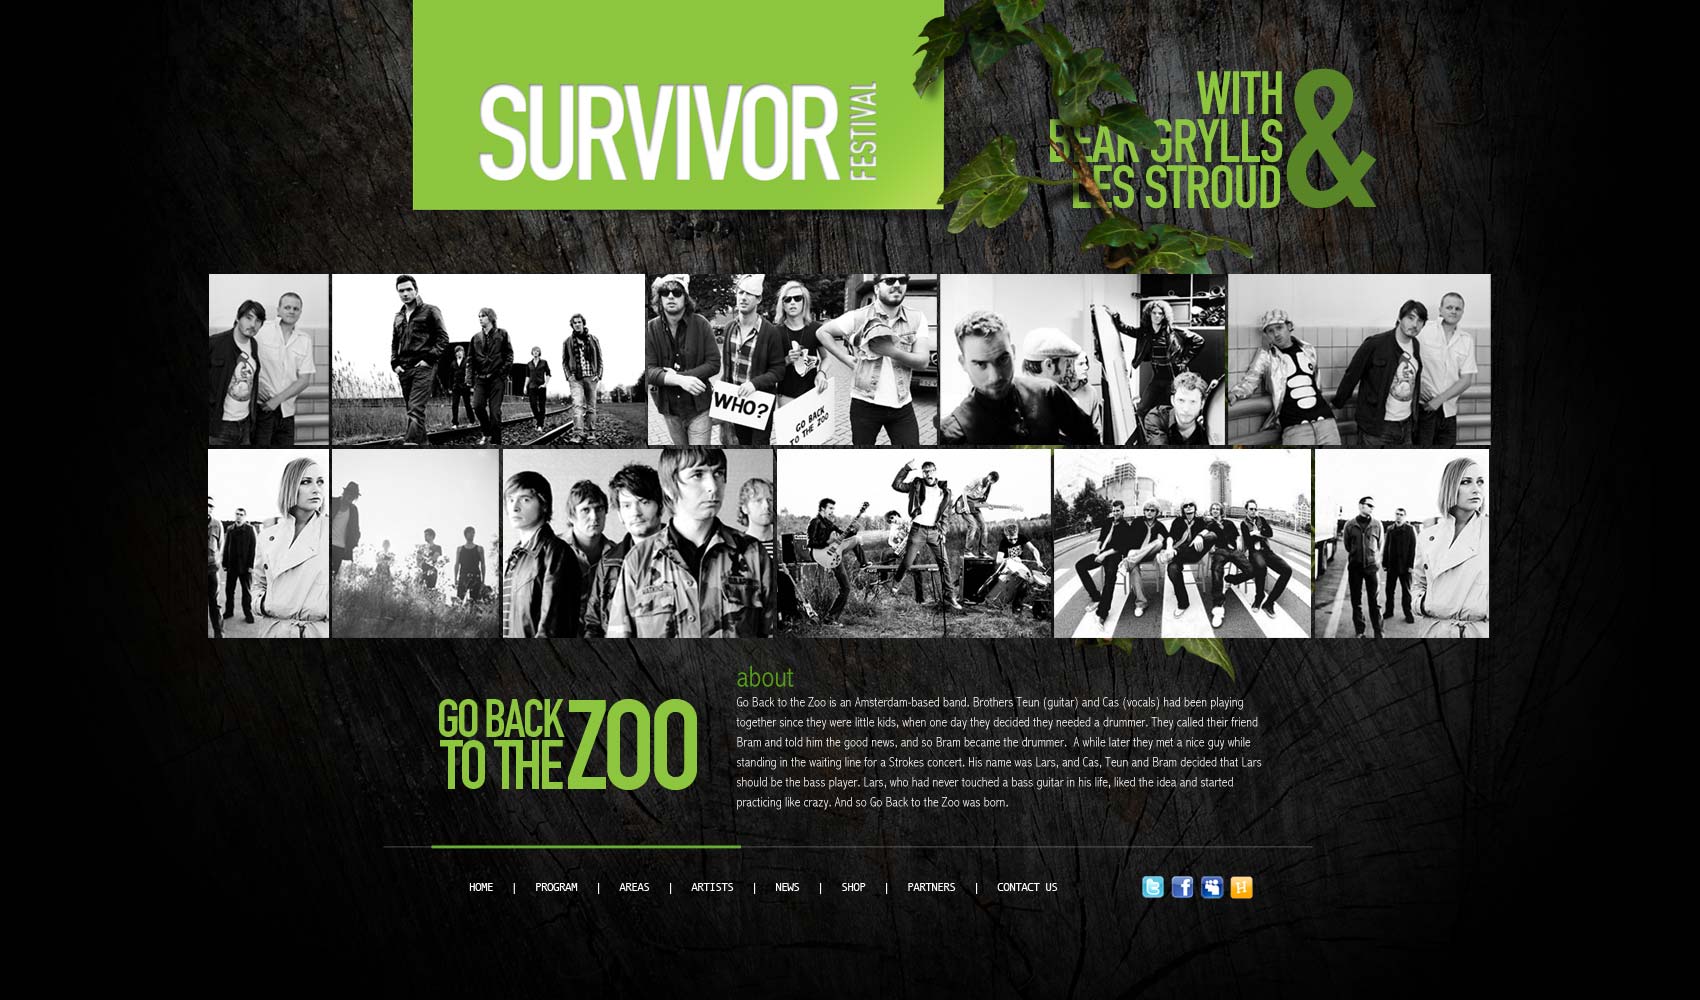 SURVIVOR
FESTIVAL
WITH
BEAR GRYLLS
LES STROUD
&
WHO?
GO BACK
TO THE ZOO
about
GO BACK
TO THE
ZOO
Go Back to the Zoo is an Amsterdam-based band. Brothers Teun (guitar) and Cas (vocals) had been playing
together since they were little kids, when one day they decided they needed a drummer. They called their friend
Bram and told him the good news, and so Bram became the drummer. A while later they met a nice guy while
standing in the waiting line for a Strokes concert. His name was Lars, and Cas, Teun and Bram decided that Lars
should be the bass player. Lars, who had never touched a bass guitar in his life, liked the idea and started
practicing like crazy. And so Go Back to the Zoo was born.
HOME | PROGRAM | AREAS | ARTISTS | NEWS | SHOP | PARTNERS | CONTACT US